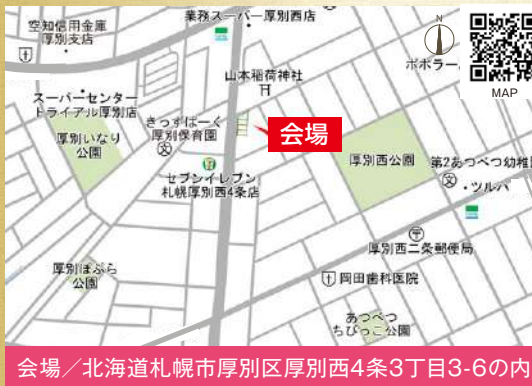 業務スーパー厚別西店
空知信用金庫
厚別支店
N
MAP
ポポラー
山本稲荷神社
スーパーセンター
トライアル厚別店
きっずぱーく
厚別保育園
会場
厚別いなり
公園
厚別西公園
第2あつべつ幼稚
セブンイレブン
札幌厚別西4条店
・ツルハ
厚別西二条郵便局
厚別ぽぷら
公園
岡田歯科医院
あつべつ
ちびっこ公園
会場／北海道札幌市厚別区厚別西4条3丁目3-6の内